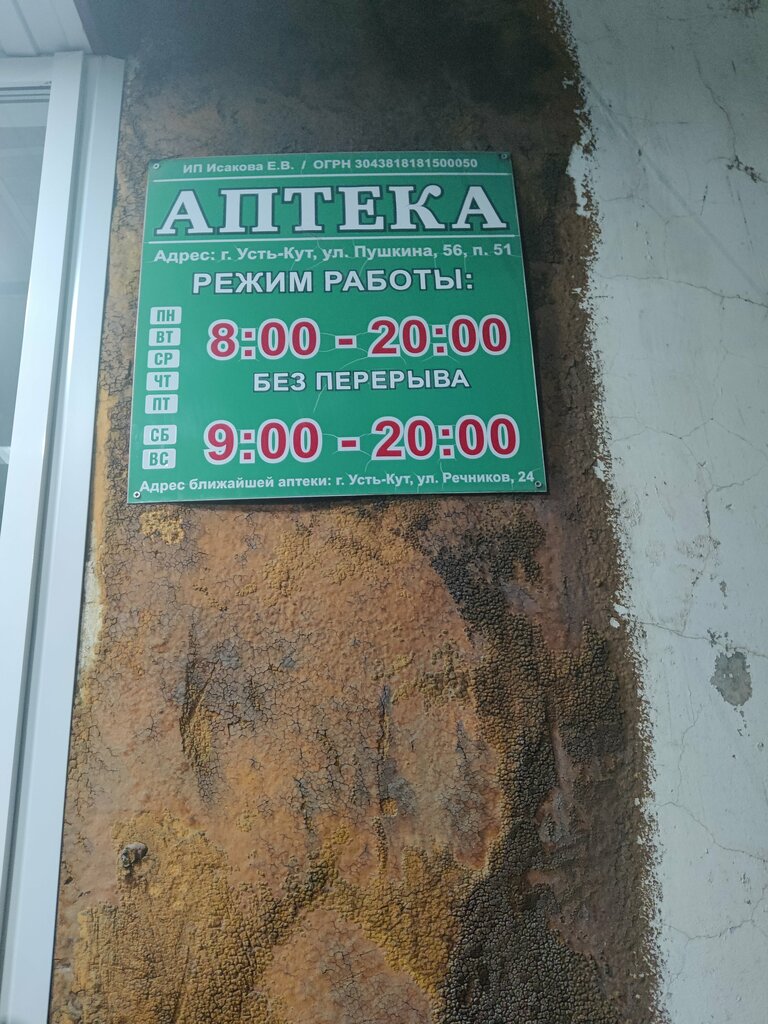 ИП Исакова Е.В. / ОГРН 3043818181500050
АПТЕКА
Адрес: г. Усть-Кут, ул. Пушкина, 56, п. 51
РЕЖИМ РАБОТЫ:
ПН
ВТ
СР
ЧТ
ПТ
8:00 - 20:00
БЕЗ ПЕРЕРЫВА
СБ
ВС
9:00 - 20:00
Адрес ближайшей аптеки: г. Усть-Кут, ул. Речников, 24